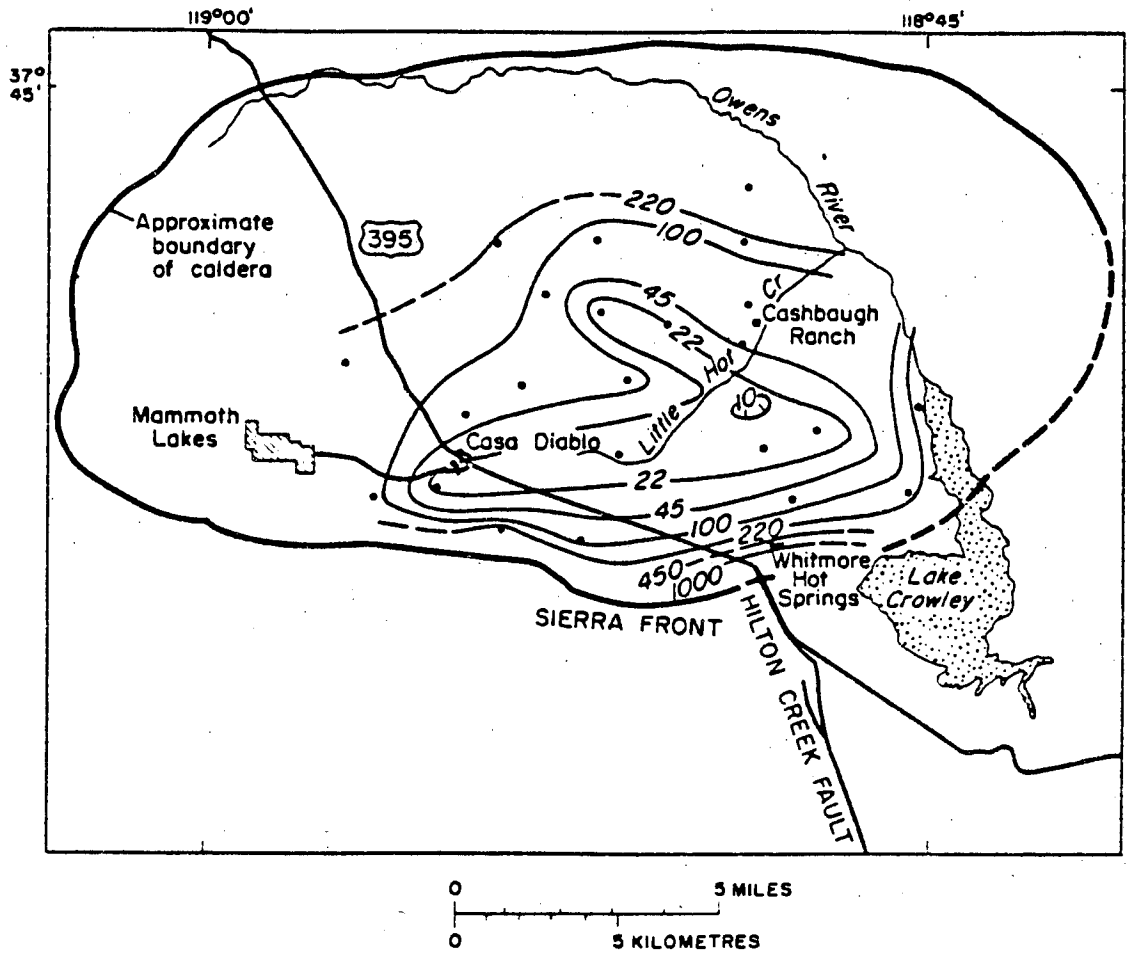 119°00'
118°45'
37°
45'
Owens
River
Approximate
boundary
of caldera
395
220
100
45
22
Cr
Cashbaugh
Ranch
Hot
Little
10
Mammoth
Lakes
Casa Diablo
22
45
100
220
450
1000
Whitmore
Hot
Springs
Lake
Crowley
SIERRA FRONT
HILTON CREEK FAULT
0 5 MILES
0 5 KILOMETRES